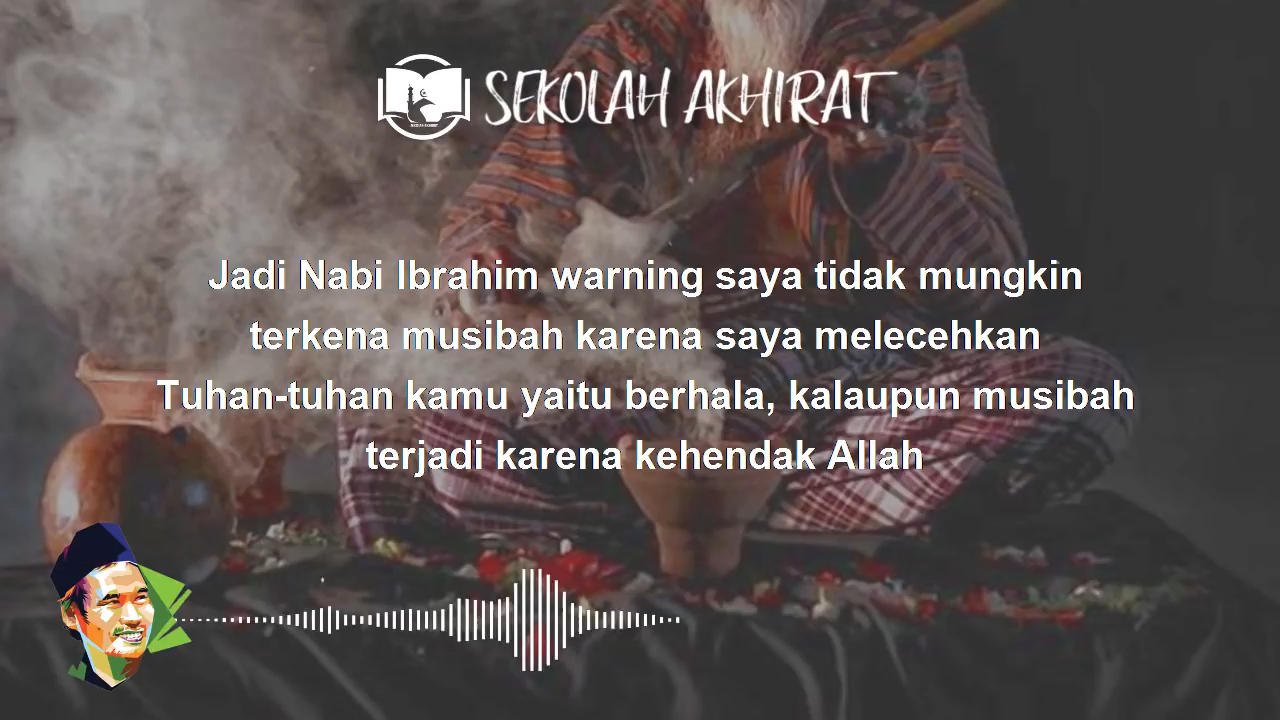 SEKOLAH AKHIRAT
Jadi Nabi Ibrahim warning saya tidak mungkin
terkena musibah karena saya melecehkan
Tuhan-tuhan kamu yaitu berhala, kalaupun musibah
terjadi karena kehendak Allah